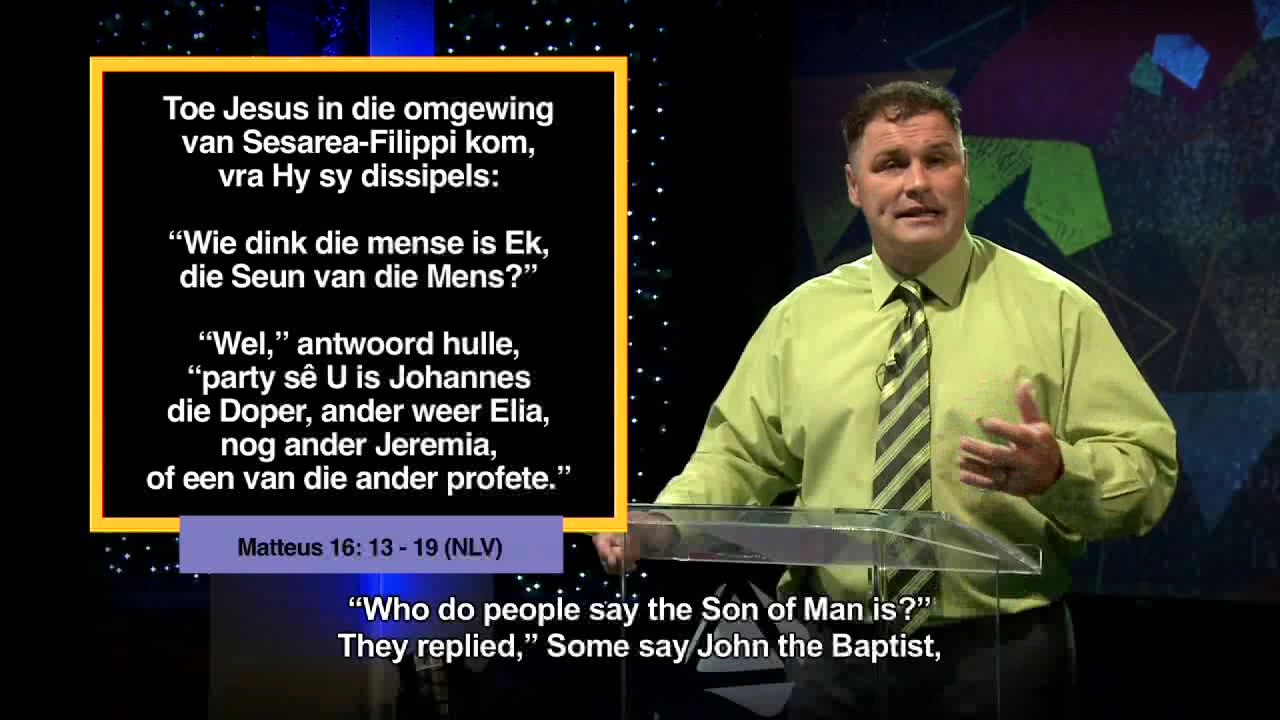 Toe Jesus in die omgewing
van Sesarea-Filippi kom,
vra Hy sy dissipels:
“Wie dink die mense is Ek,
die Seun van die Mens?”
“Wel,” antwoord hulle,
“party sê U is Johannes
die Doper, ander weer Elia,
nog ander Jeremia,
of een van die ander profete.”
Matteus 16: 13 - 19 (NLV)
“Who do people say the Son of Man is?”
They replied,” Some say John the Baptist,